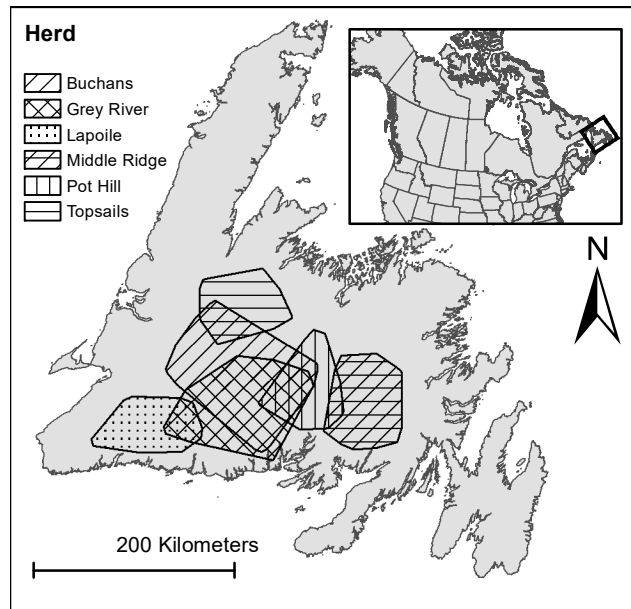 Herd
Buchans
Grey River
Lapoile
Middle Ridge
Pot Hill
Topsails
N
200 Kilometers